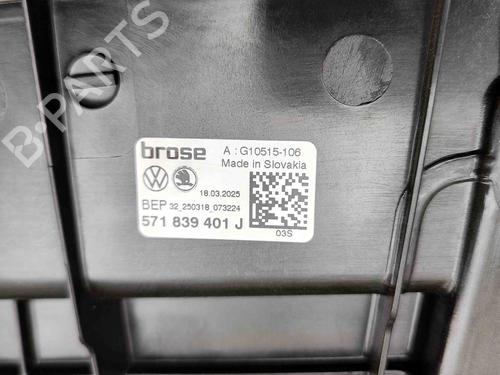 B-PARTS
brose
A : G10515-106
Made in Slovakia
18.03.2025
BEP 32_250318_073224
571 839 401 J
03S